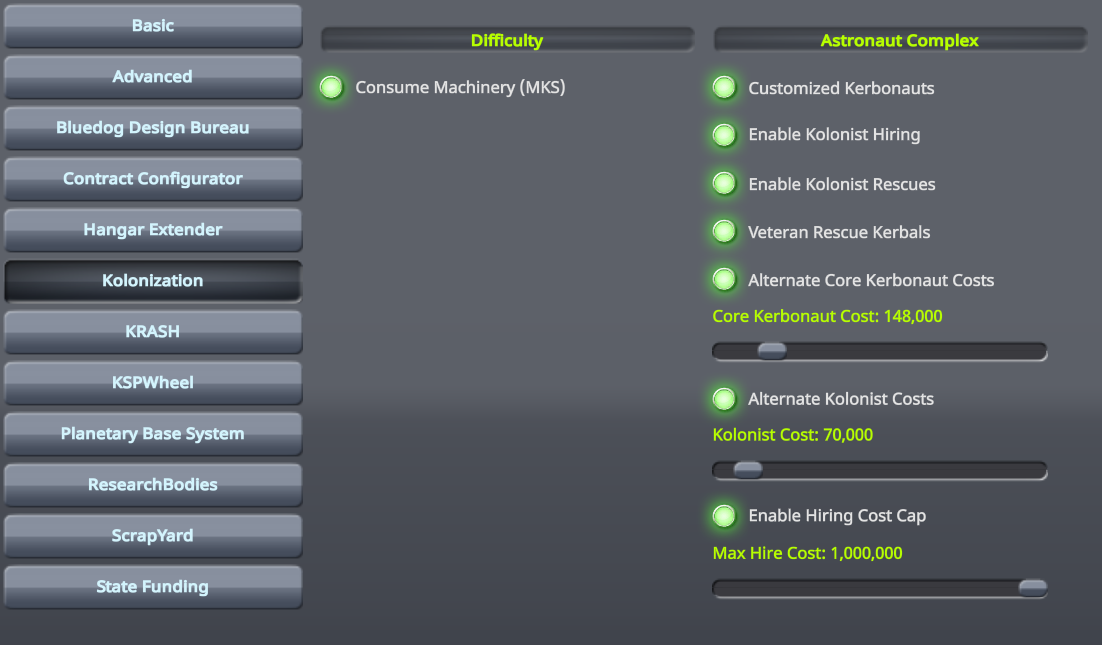 Basic
Advanced
Bluedog Design Bureau
Contract Configurator
Hangar Extender
Kolonization
KRASH
KSPWheel
Planetary Base System
ResearchBodies
ScrapYard
State Funding
Difficulty
Consume Machinery (MKS)
Astronaut Complex
Customized Kerbonauts
Enable Kolonist Hiring
Enable Kolonist Rescues
Veteran Rescue Kerbals
Alternate Core Kerbonaut Costs
Core Kerbonaut Cost: 148,000
Alternate Kolonist Costs
Kolonist Cost: 70,000
Enable Hiring Cost Cap
Max Hire Cost: 1,000,000